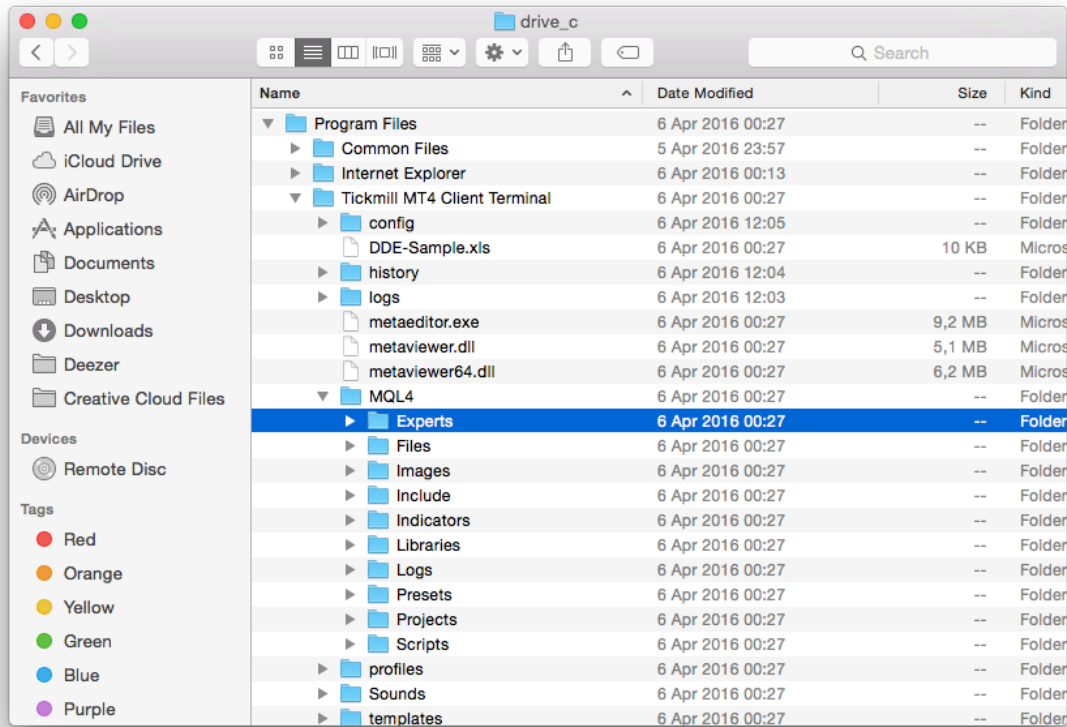 drive_c
Search
Favorites
All My Files
iCloud Drive
AirDrop
Applications
Documents
Desktop
Downloads
Deezer
Creative Cloud Files
Devices
Remote Disc
Tags
Red
Orange
Yellow
Green
Blue
Purple
Name Date Modified Size Kind
Program Files 6 Apr 2016 00:27 -- Folder
Common Files 5 Apr 2016 23:57 -- Folder
Internet Explorer 6 Apr 2016 00:13 -- Folder
Tickmill MT4 Client Terminal 6 Apr 2016 00:27 -- Folder
config 6 Apr 2016 12:05 -- Folder
DDE-Sample.xls 6 Apr 2016 00:27 10 KB Micros
history 6 Apr 2016 12:04 -- Folder
logs 6 Apr 2016 12:03 -- Folder
metaeditor.exe 6 Apr 2016 00:27 9,2 MB Micros
metaviewer.dll 6 Apr 2016 00:27 5,1 MB Micros
metaviewer64.dll 6 Apr 2016 00:27 6,2 MB Micros
MQL4 6 Apr 2016 00:27 -- Folder
Experts 6 Apr 2016 00:27 -- Folder
Files 6 Apr 2016 00:27 -- Folder
Images 6 Apr 2016 00:27 -- Folder
Include 6 Apr 2016 00:27 -- Folder
Indicators 6 Apr 2016 00:27 -- Folder
Libraries 6 Apr 2016 00:27 -- Folder
Logs 6 Apr 2016 00:27 -- Folder
Presets 6 Apr 2016 00:27 -- Folder
Projects 6 Apr 2016 00:27 -- Folder
Scripts 6 Apr 2016 00:27 -- Folder
profiles 6 Apr 2016 00:27 -- Folder
Sounds 6 Apr 2016 00:27 -- Folder
templates 6 Apr 2016 00:27 -- Folder